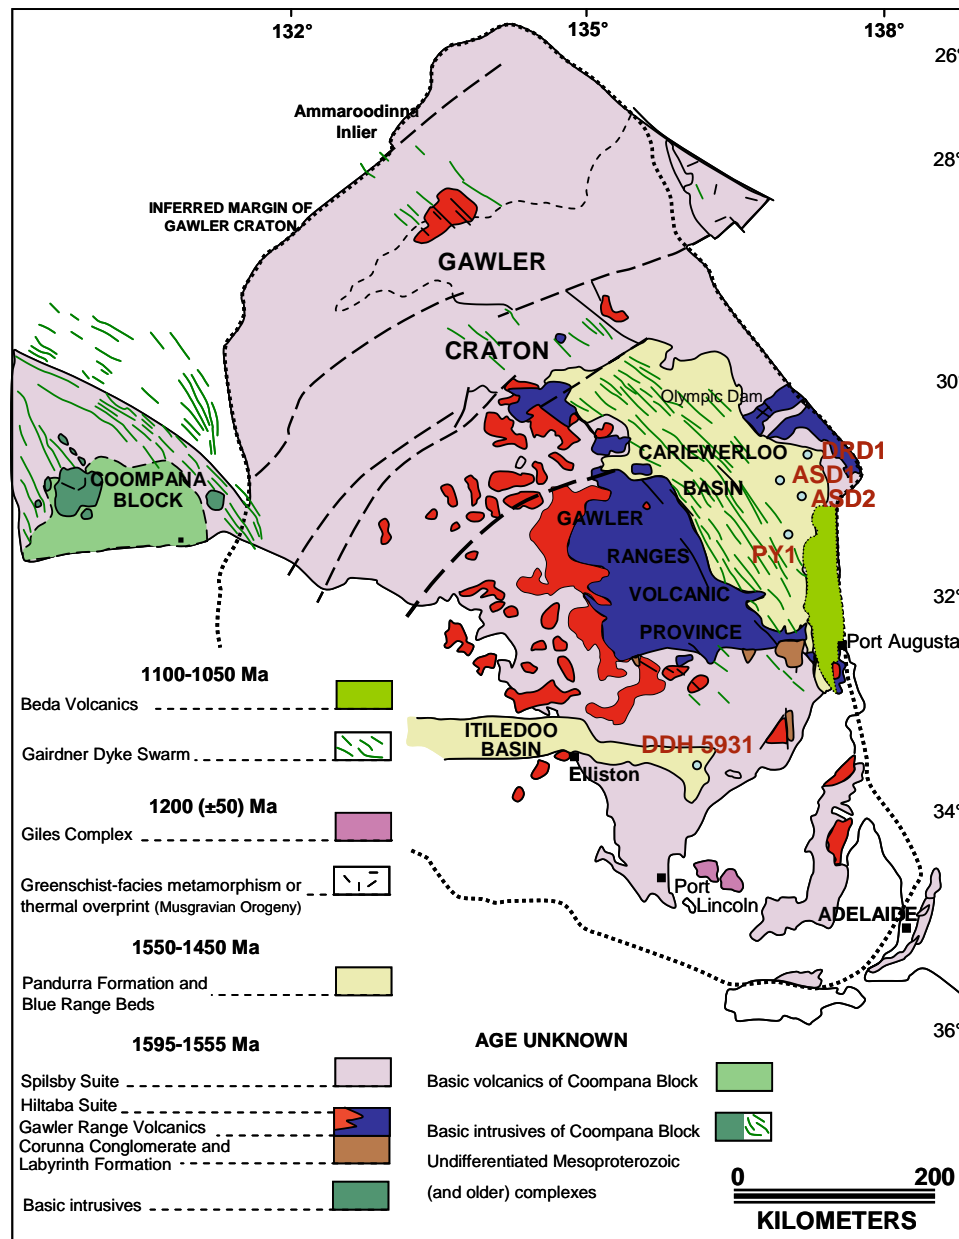 132°
135°
138°
26°
Ammaroodinna
Inlier
28°
INFERRED MARGIN OF
GAWLER CRATON
GAWLER
CRATON
30°
Olympic Dam
CARIEWERLOO
BASIN
DRD1
ASD1
ASD2
COOMPANA
BLOCK
GAWLER
RANGES
VOLCANIC
PROVINCE
PY1
32°
Port Augusta
1100-1050 Ma
Beda Volcanics
Gairdner Dyke Swarm
ITILEDOO
BASIN
DDH 5931
Elliston
1200 (±50) Ma
Giles Complex
34°
Greenschist-facies metamorphism or
thermal overprint (Musgravian Orogeny)
Port
Lincoln
ADELAIDE
1550-1450 Ma
Pandurra Formation and
Blue Range Beds
36°
1595-1555 Ma
Spilsby Suite
Hiltaba Suite
Gawler Range Volcanics
Corunna Conglomerate and
Labyrinth Formation
Basic intrusives
AGE UNKNOWN
Basic volcanics of Coompana Block
Basic intrusives of Coompana Block
Undifferentiated Mesoproterozoic
(and older) complexes
0 200
KILOMETERS